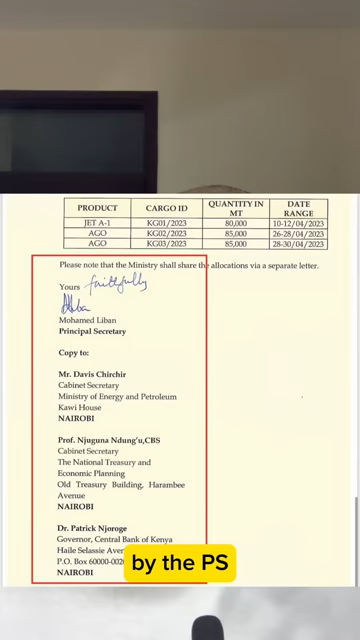 PRODUCT CARGO ID QUANTITY IN MT DATE RANGE
JET A-1 KG01/2023 80,000 10-12/04/2023
AGO KG02/2023 85,000 26-28/04/2023
AGO KG03/2023 85,000 28-30/04/2023
Please note that the Ministry shall share the allocations via a separate letter.
Yours faithfully
Mohamed Liban
Principal Secretary
Copy to:
Mr. Davis Chirchir
Cabinet Secretary
Ministry of Energy and Petroleum
Kawi House
NAIROBI
Prof. Njuguna Ndung'u,CBS
Cabinet Secretary
The National Treasury and
Economic Planning
Old Treasury Building, Harambee
Avenue
NAIROBI
Dr. Patrick Njoroge
Governor, Central Bank of Kenya
Haile Selassie
P.O. Box
NAIROBI
by the PS